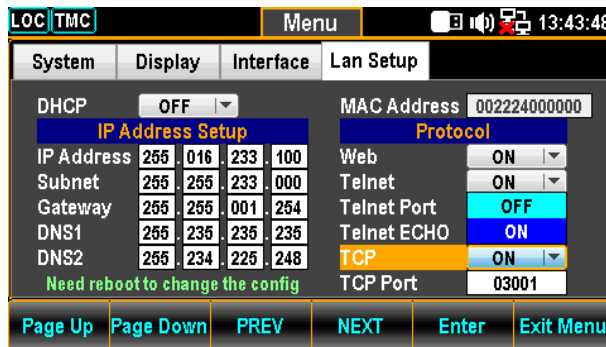 LOC TMC Menu 13:43:48
System Display Interface Lan Setup
DHCP OFF MAC Address 002224000000
IP Address Setup Protocol
IP Address 255 . 016 . 233 . 100 Web ON
Subnet 255 . 255 . 233 . 000 Telnet ON
Gateway 255 . 255 . 001 . 254 Telnet Port OFF
DNS1 255 . 235 . 235 . 235 Telnet ECHO ON
DNS2 255 . 234 . 225 . 248 TCP ON
Need reboot to change the config TCP Port 03001
Page Up Page Down PREV NEXT Enter Exit Menu